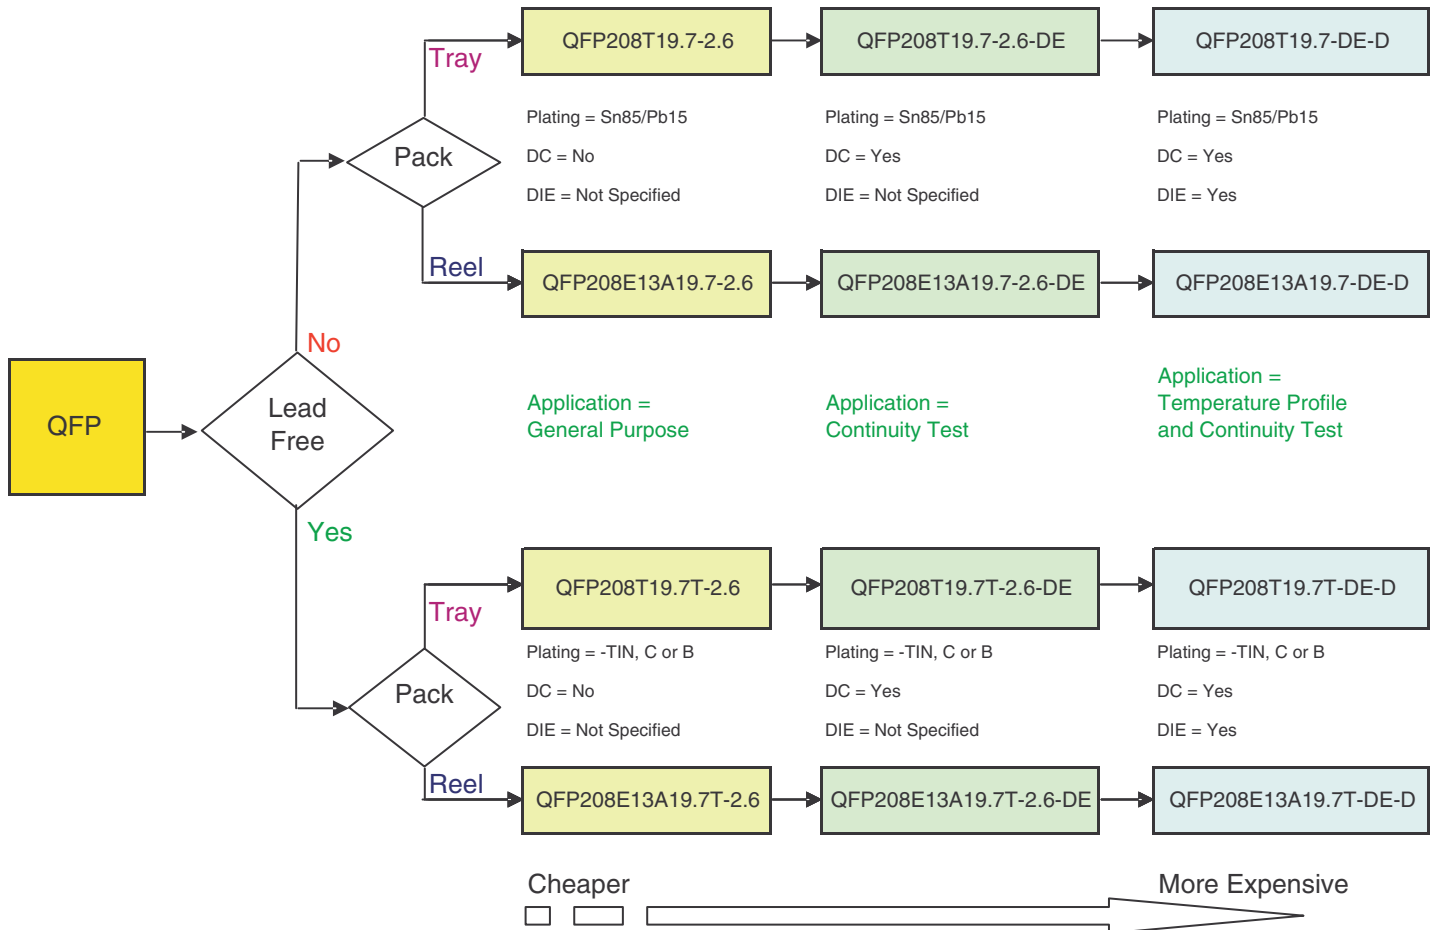 QFP208T19.7-2.6
QFP208T19.7-2.6-DE
QFP208T19.7-DE-D
Tray
Plating = Sn85/Pb15
Plating = Sn85/Pb15
Plating = Sn85/Pb15
Pack
DC = No
DC = Yes
DC = Yes
DIE = Not Specified
DIE = Not Specified
DIE = Yes
Reel
QFP208E13A19.7-2.6
QFP208E13A19.7-2.6-DE
QFP208E13A19.7-DE-D
No
QFP
Lead
Free
Application =
General Purpose
Application =
Continuity Test
Application =
Temperature Profile
and Continuity Test
Yes
QFP208T19.7T-2.6
QFP208T19.7T-2.6-DE
QFP208T19.7T-DE-D
Tray
Plating = -TIN, C or B
Plating = -TIN, C or B
Plating = -TIN, C or B
Pack
DC = No
DC = Yes
DC = Yes
DIE = Not Specified
DIE = Not Specified
DIE = Yes
Reel
QFP208E13A19.7T-2.6
QFP208E13A19.7T-2.6-DE
QFP208E13A19.7T-DE-D
Cheaper
More Expensive